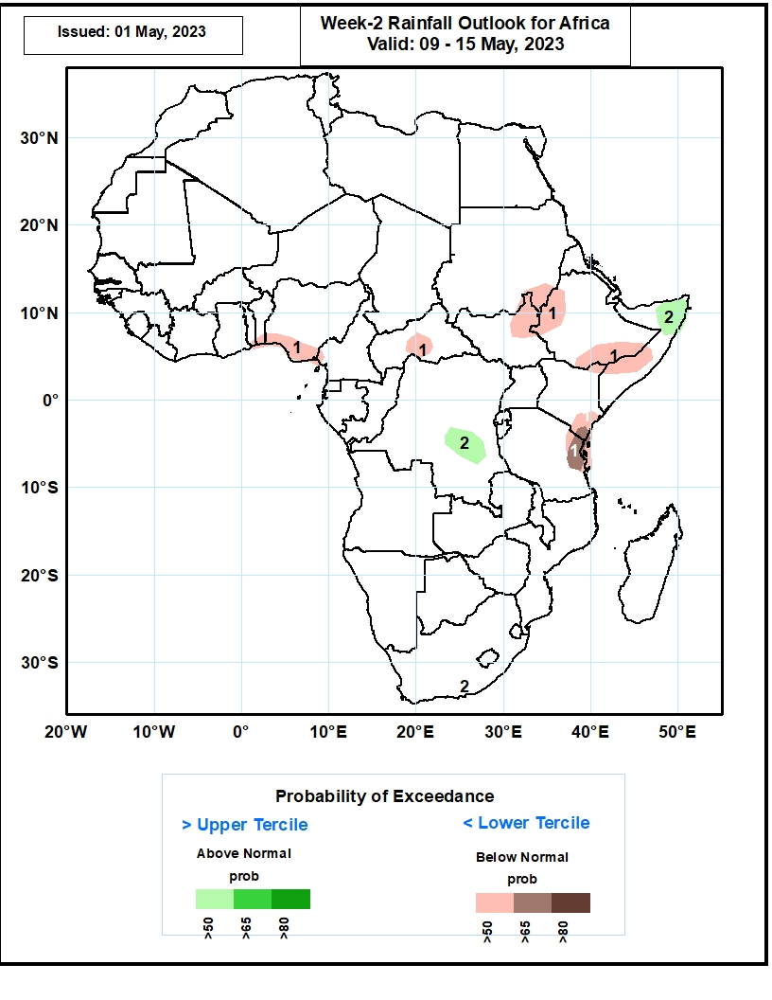 Issued: 01 May, 2023
Week-2 Rainfall Outlook for Africa
Valid: 09 - 15 May, 2023
30°N
20°N
10°N
0°
10°S
20°S
30°S
1
2
1
1
1
1
2
1
2
20°W
10°W
0°
10°E
20°E
30°E
40°E
50°E
Probability of Exceedance
> Upper Tercile
< Lower Tercile
Above Normal
Below Normal
prob
prob
>50
>65
>80
>50
>65
>80